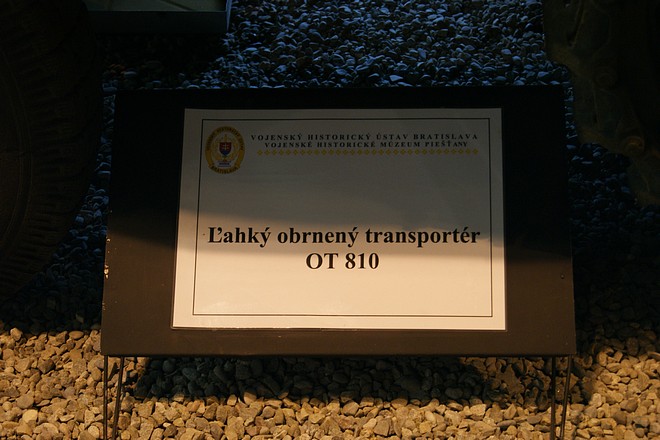 VOJENSKÝ HISTORICKÝ ÚSTAV BRATISLAVA
VOJENSKÉ HISTORICKÉ MÚZEUM PIEŠŤANY
Ľahký obrnený transportér
OT 810